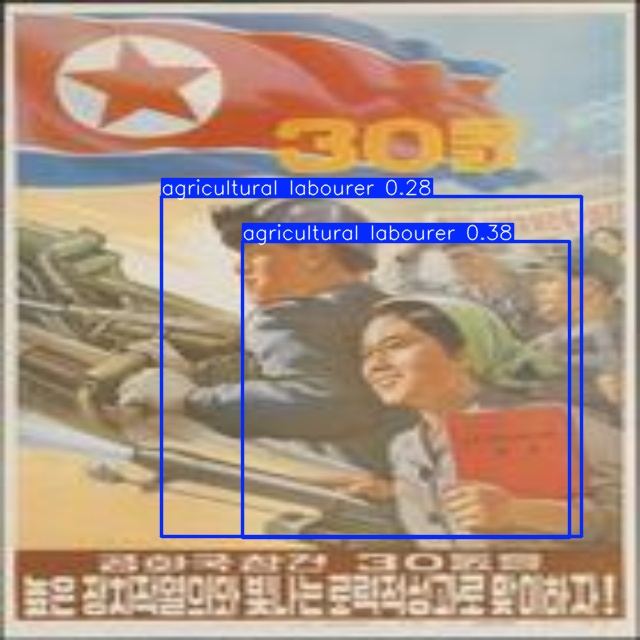 30돌
agricultural labourer 0.28
agricultural labourer 0.38
공화국창건 30돌을
높은 정치적열의와 빛나는 로력적성과로 맞이하자!